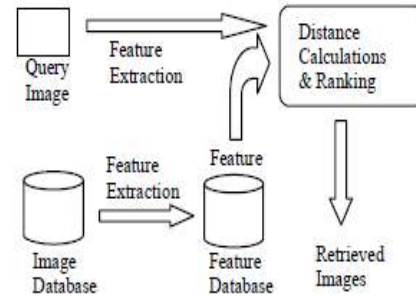 Query
Image
Feature
Extraction
Distance
Calculations
& Ranking
Feature
Extraction
Feature
Image
Database
Feature
Database
Retrieved
Images